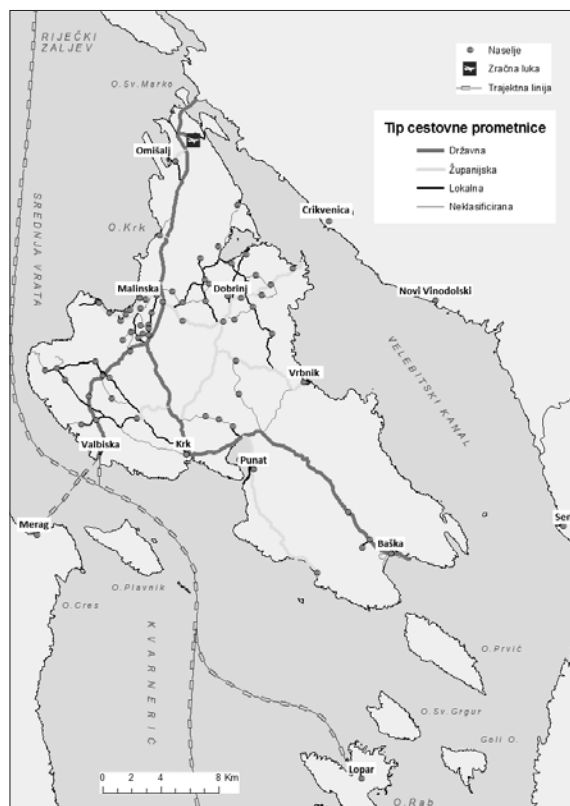 RIJEČKI
ZALJEV
Naselje
Zračna luka
Trajektna linija
O.Sv.Marko
Tip cestovne prometnice
Državna
Županijska
Lokalna
Neklasificirana
Omišalj
SREDNJA VRATA
Crikvenica
O.Krk
Malinska
Dobrinj
Novi Vinodolski
VELEBITSKI KANAL
Vrbnik
Valbiska
Krk
Punat
Merag
Baška
Sen
O.Plavnik
O.Cres
KVARNERIĆ
O.Prvić
O.Sv.Grgur
Goli O.
Lopar
0 2 4 8 Km
O.Rab